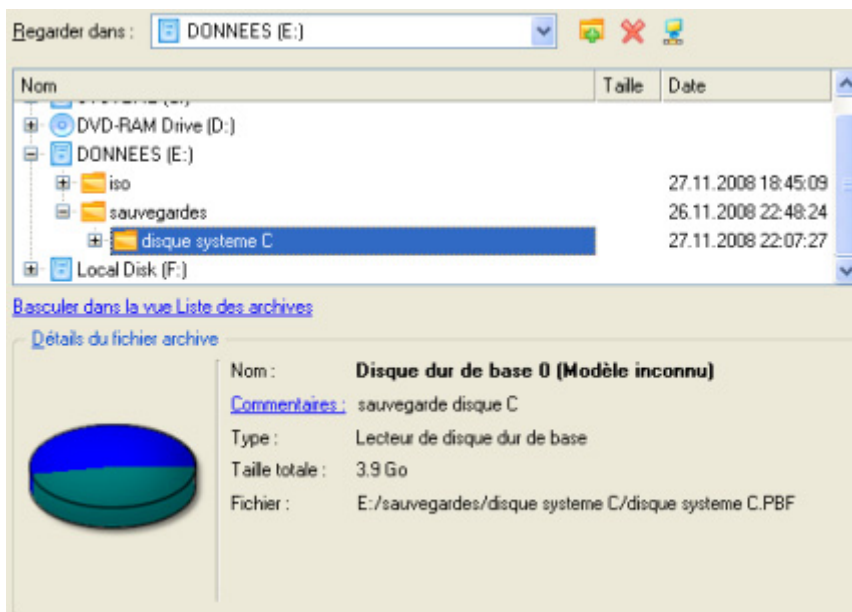 Regarder dans : DONNEES (E:)
Nom Taille Date
DVD-RAM Drive (D:)
DONNEES (E:)
iso 27.11.2008 18:45:09
sauvegardes 26.11.2008 22:48:24
disque systeme C 27.11.2008 22:07:27
Local Disk (F:)
Basculer dans la vue Liste des archives
Détails du fichier archive
Nom : Disque dur de base 0 (Modèle inconnu)
Commentaires : sauvegarde disque C
Type : Lecteur de disque dur de base
Taille totale : 3.9 Go
Fichier : E:/sauvegardes/disque systeme C/disque systeme C.PBF